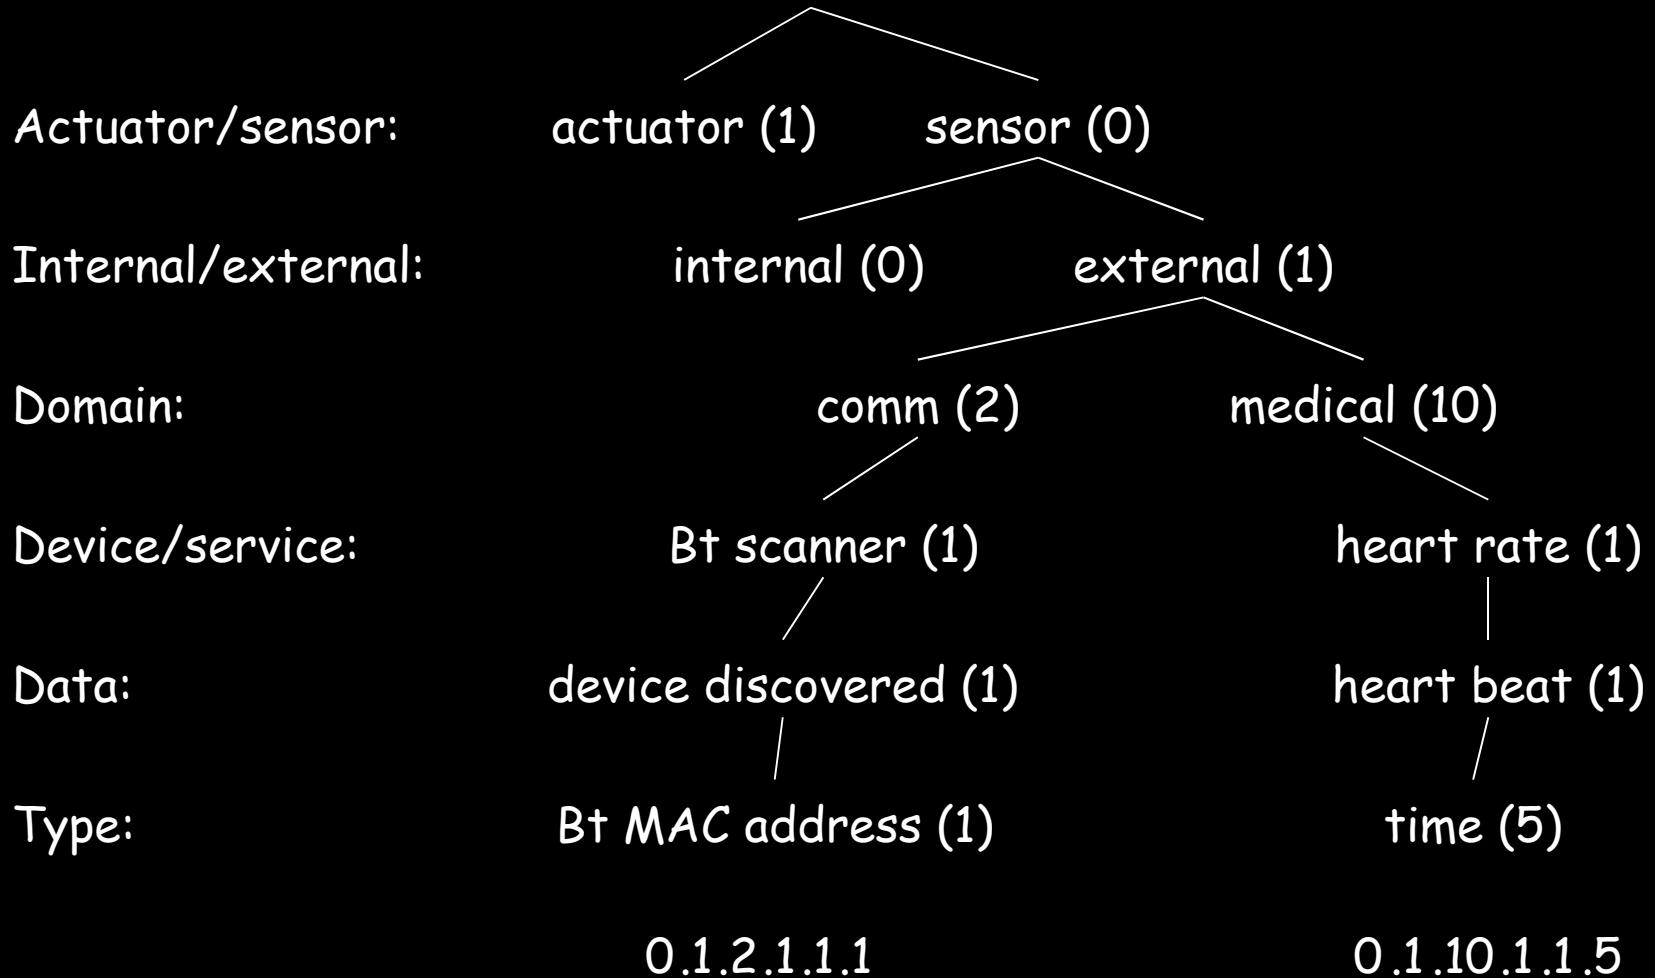 Actuator/sensor: actuator (1) sensor (0)
Internal/external: internal (0) external (1)
Domain: comm (2) medical (10)
Device/service: Bt scanner (1) heart rate (1)
Data: device discovered (1) heart beat (1)
Type: Bt MAC address (1) time (5)
0.1.2.1.1.1 0.1.10.1.1.5